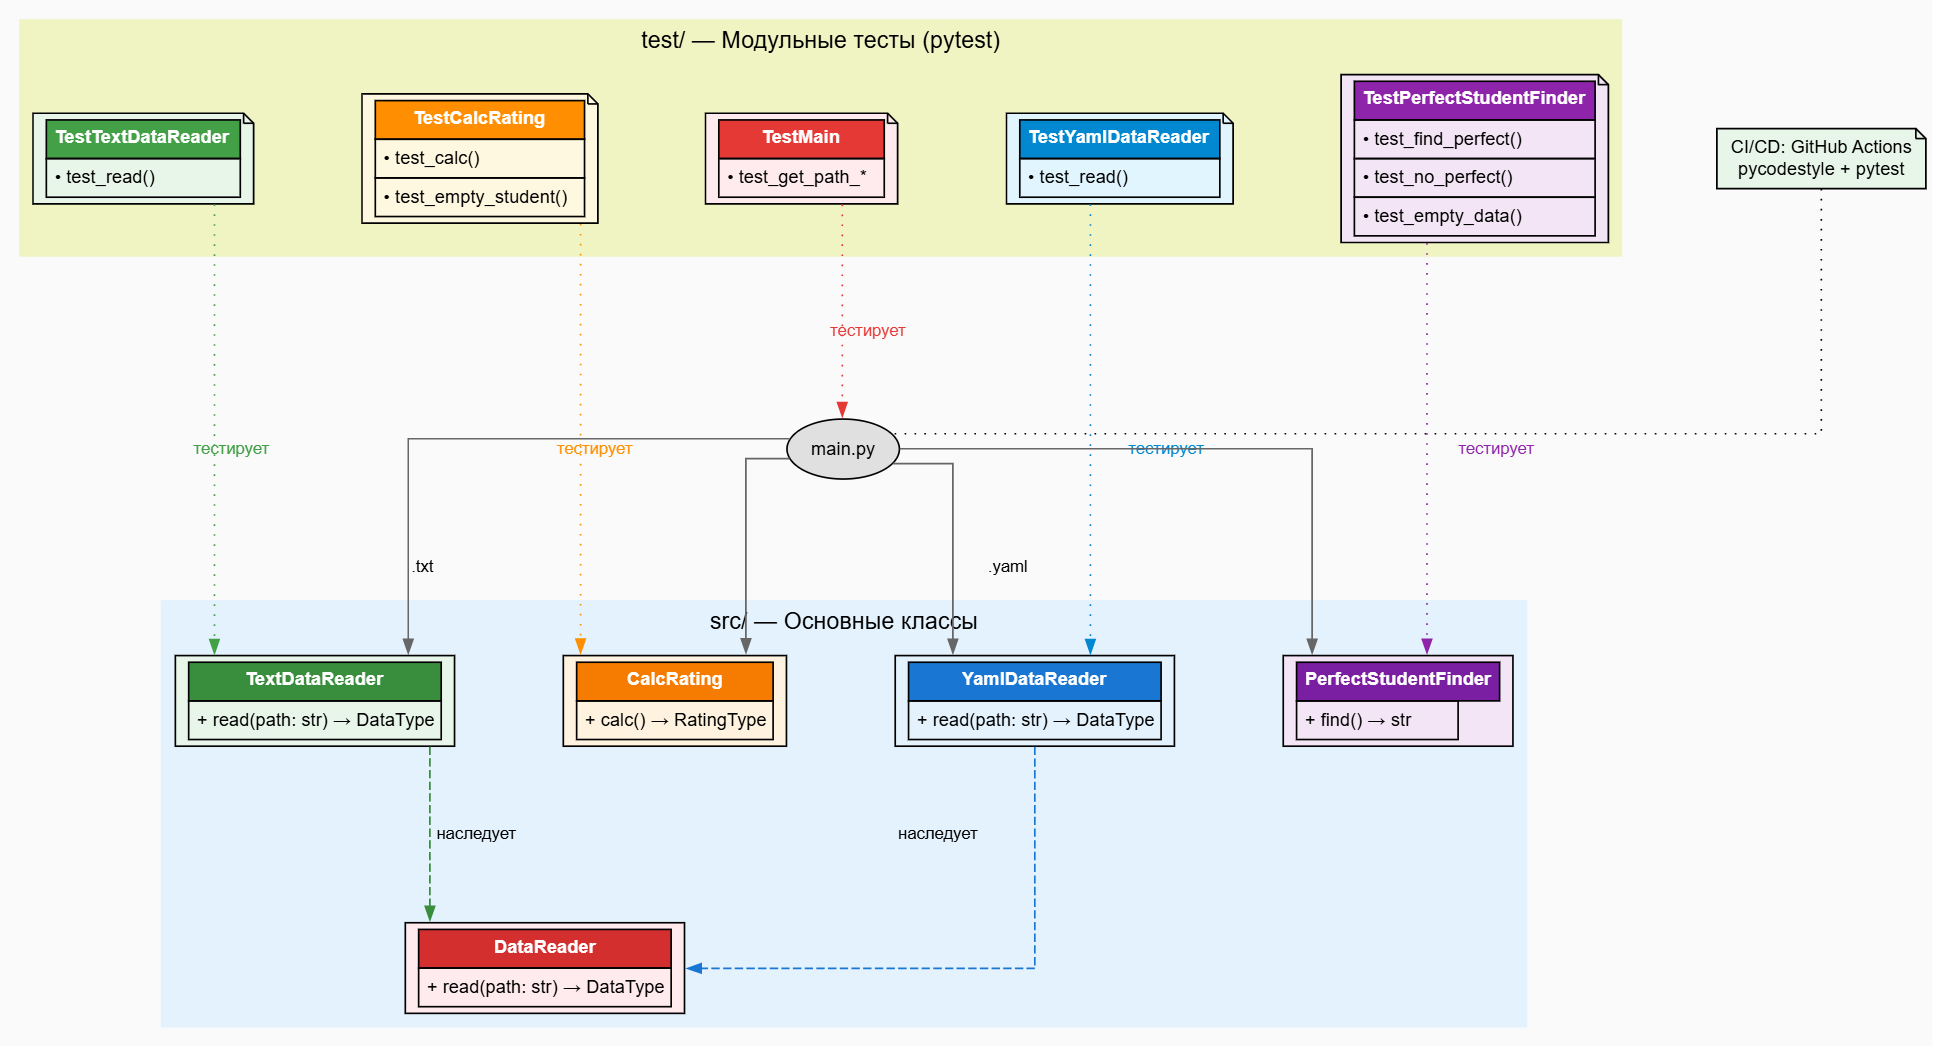 test/ — Модульные тесты (pytest)
TestTextDataReader
• test_read()
TestCalcRating
• test_calc()
• test_empty_student()
TestMain
• test_get_path_*
TestYamlDataReader
• test_read()
TestPerfectStudentFinder
• test_find_perfect()
• test_no_perfect()
• test_empty_data()
CI/CD: GitHub Actions
pycodestyle + pytest
тестирует
main.py
тестирует
тестирует
тестирует
тестирует
.txt
.yaml
src/ — Основные классы
TextDataReader
+ read(path: str) → DataType
CalcRating
+ calc() → RatingType
YamlDataReader
+ read(path: str) → DataType
PerfectStudentFinder
+ find() → str
наследует
наследует
DataReader
+ read(path: str) → DataType